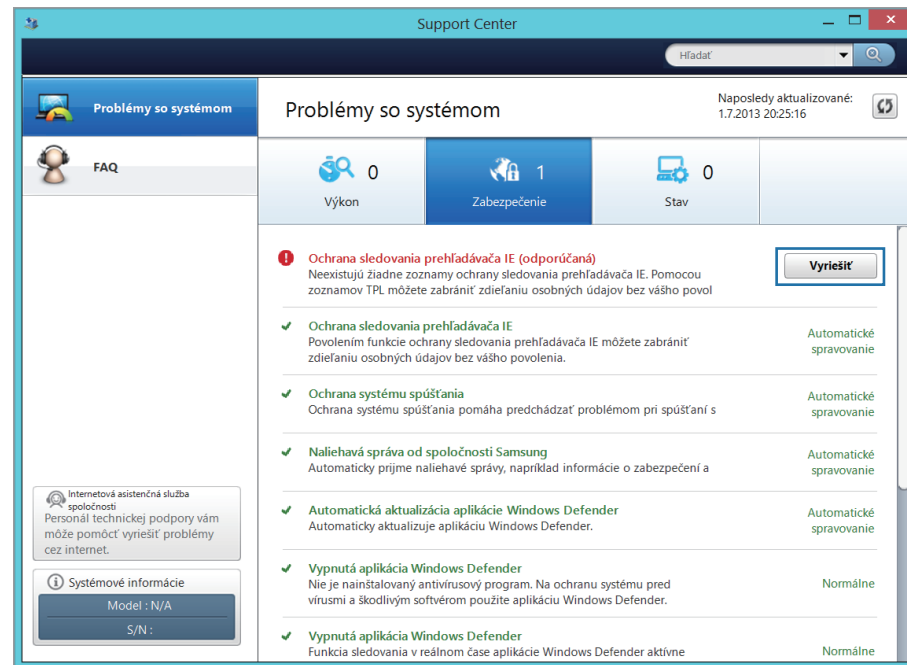 Support Center
Hľadať
Problémy so systémom
FAQ
Problémy so systémom
Naposledy aktualizované:
1.7.2013 20:25:16
0
Výkon
1
Zabezpečenie
0
Stav
Ochrana sledovania prehľadávača IE (odporúčaná)
Neexistujú žiadne zoznamy ochrany sledovania prehľadávača IE. Pomocou
zoznamov TPL môžete zabrániť zdieľaniu osobných údajov bez vášho povol
Vyriešiť
Ochrana sledovania prehľadávača IE
Povolením funkcie ochrany sledovania prehľadávača IE môžete zabrániť
zdieľaniu osobných údajov bez vášho povolenia.
Automatické
spravovanie
Ochrana systému spúšťania
Ochrana systému spúšťania pomáha predchádzať problémom pri spúšťaní s
Automatické
spravovanie
Naliehavá správa od spoločnosti Samsung
Automaticky prijme naliehavé správy, napríklad informácie o zabezpečení a
Automatické
spravovanie
Automatická aktualizácia aplikácie Windows Defender
Automaticky aktualizuje aplikáciu Windows Defender.
Automatické
spravovanie
Vypnutá aplikácia Windows Defender
Nie je nainštalovaný antivírusový program. Na ochranu systému pred
vírusmi a škodlivým softvérom použite aplikáciu Windows Defender.
Normálne
Vypnutá aplikácia Windows Defender
Funkcia sledovania v reálnom čase aplikácie Windows Defender aktívne
Normálne
Internetová asistenčná služba
spoločnosti
Personál technickej podpory vám
môže pomôcť vyriešiť problémy
cez internet.
Systémové informácie
Model : N/A
S/N :